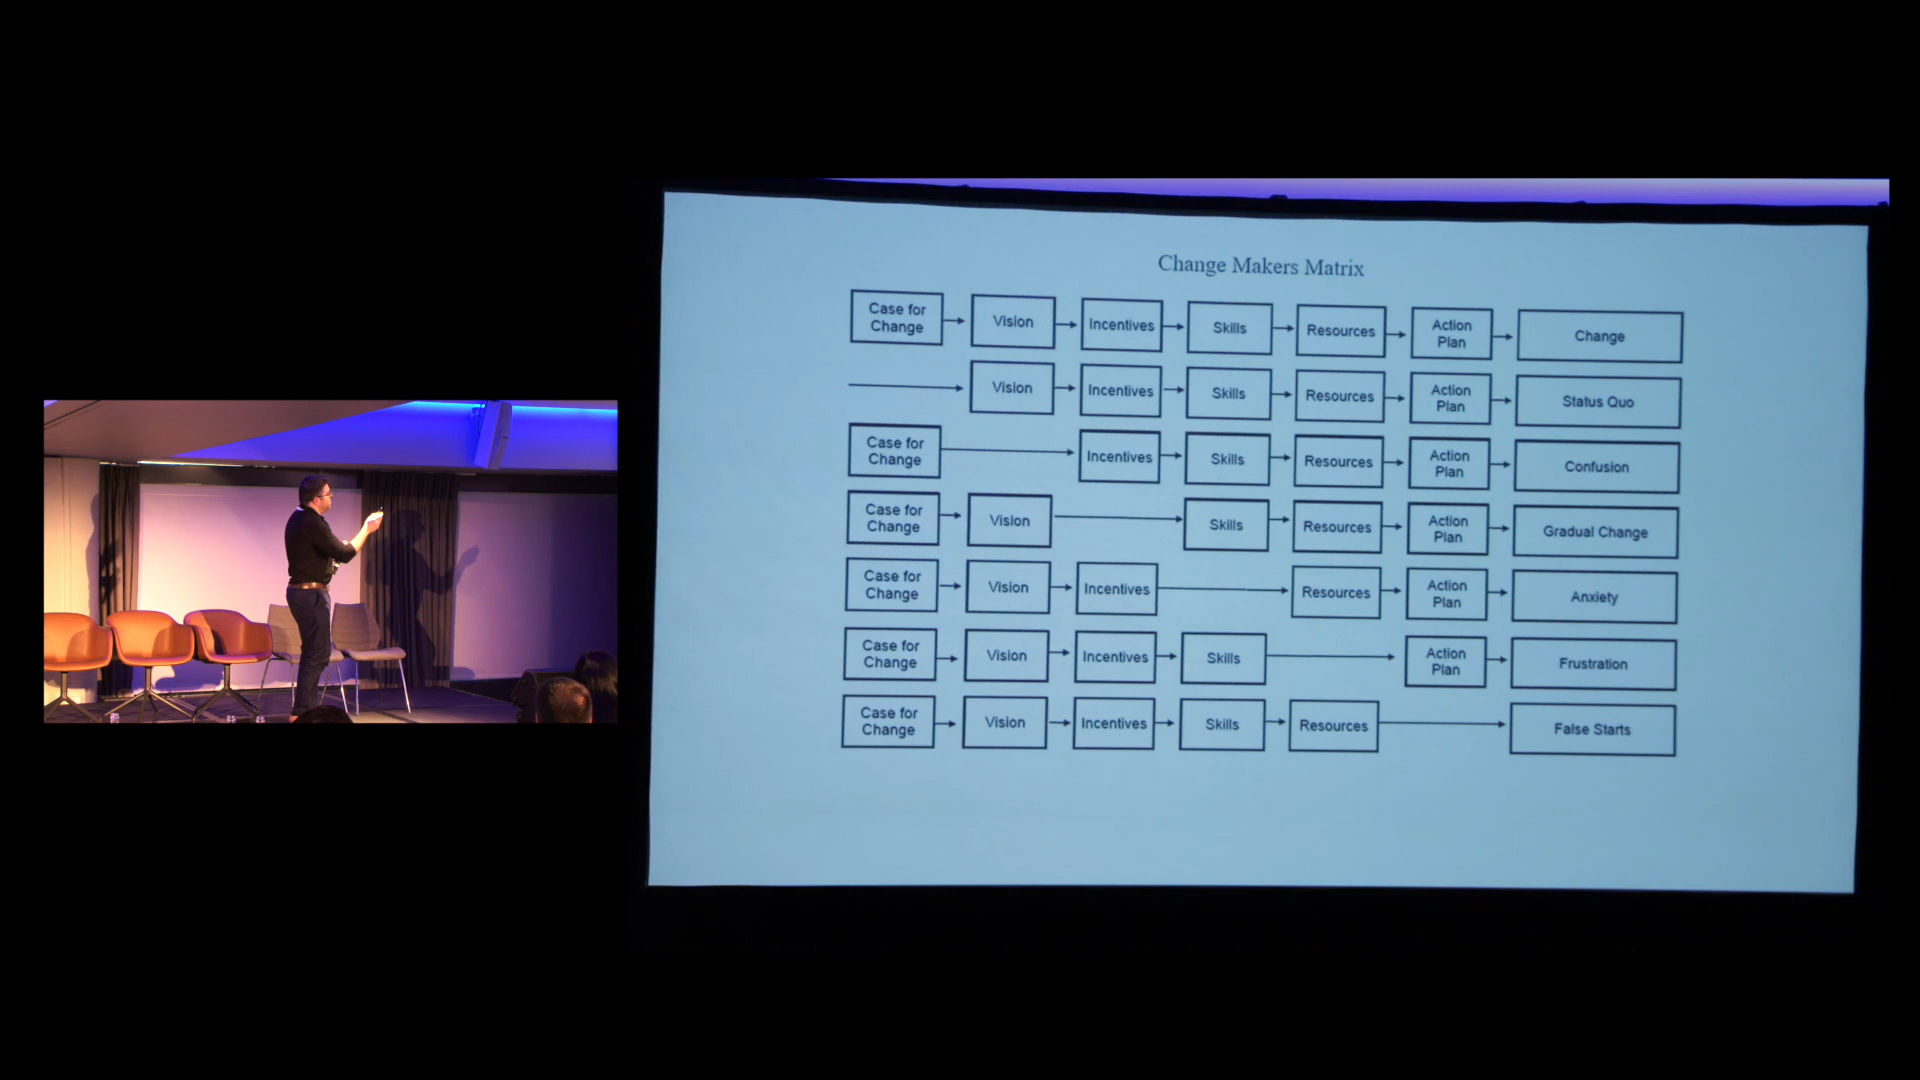 Change Makers Matrix
Case for
Change
Vision
Incentives
Skills
Resources
Action
Plan
Change
Vision
Incentives
Skills
Resources
Action
Plan
Status Quo
Case for
Change
Incentives
Skills
Resources
Action
Plan
Confusion
Case for
Change
Vision
Skills
Resources
Action
Plan
Gradual Change
Case for
Change
Vision
Incentives
Resources
Action
Plan
Anxiety
Case for
Change
Vision
Incentives
Skills
Action
Plan
Frustration
Case for
Change
Vision
Incentives
Skills
Resources
False Starts